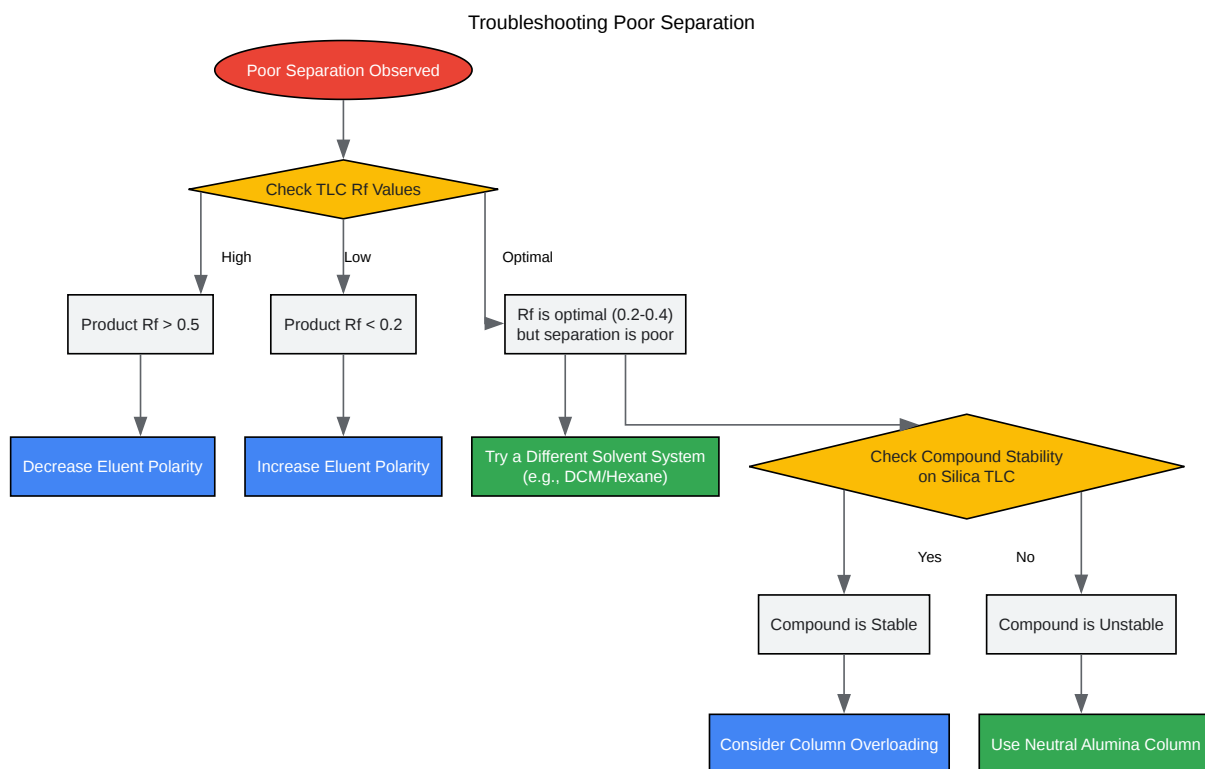 Troubleshooting Poor Separation
Poor Separation Observed
Check TLC Rf Values
High
Low
Optimal
Product Rf > 0.5
Product Rf < 0.2
Rf is optimal (0.2-0.4)
but separation is poor
Decrease Eluent Polarity
Increase Eluent Polarity
Try a Different Solvent System
(e.g., DCM/Hexane)
Check Compound Stability
on Silica TLC
Yes
No
Compound is Stable
Compound is Unstable
Consider Column Overloading
Use Neutral Alumina Column